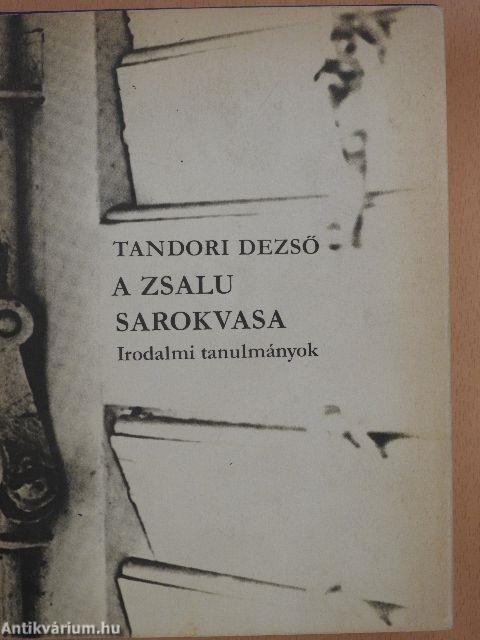 TANDORI DEZSŐ
A ZSALU
SAROKVASA
Irodalmi tanulmányok
Antikvárium.hu